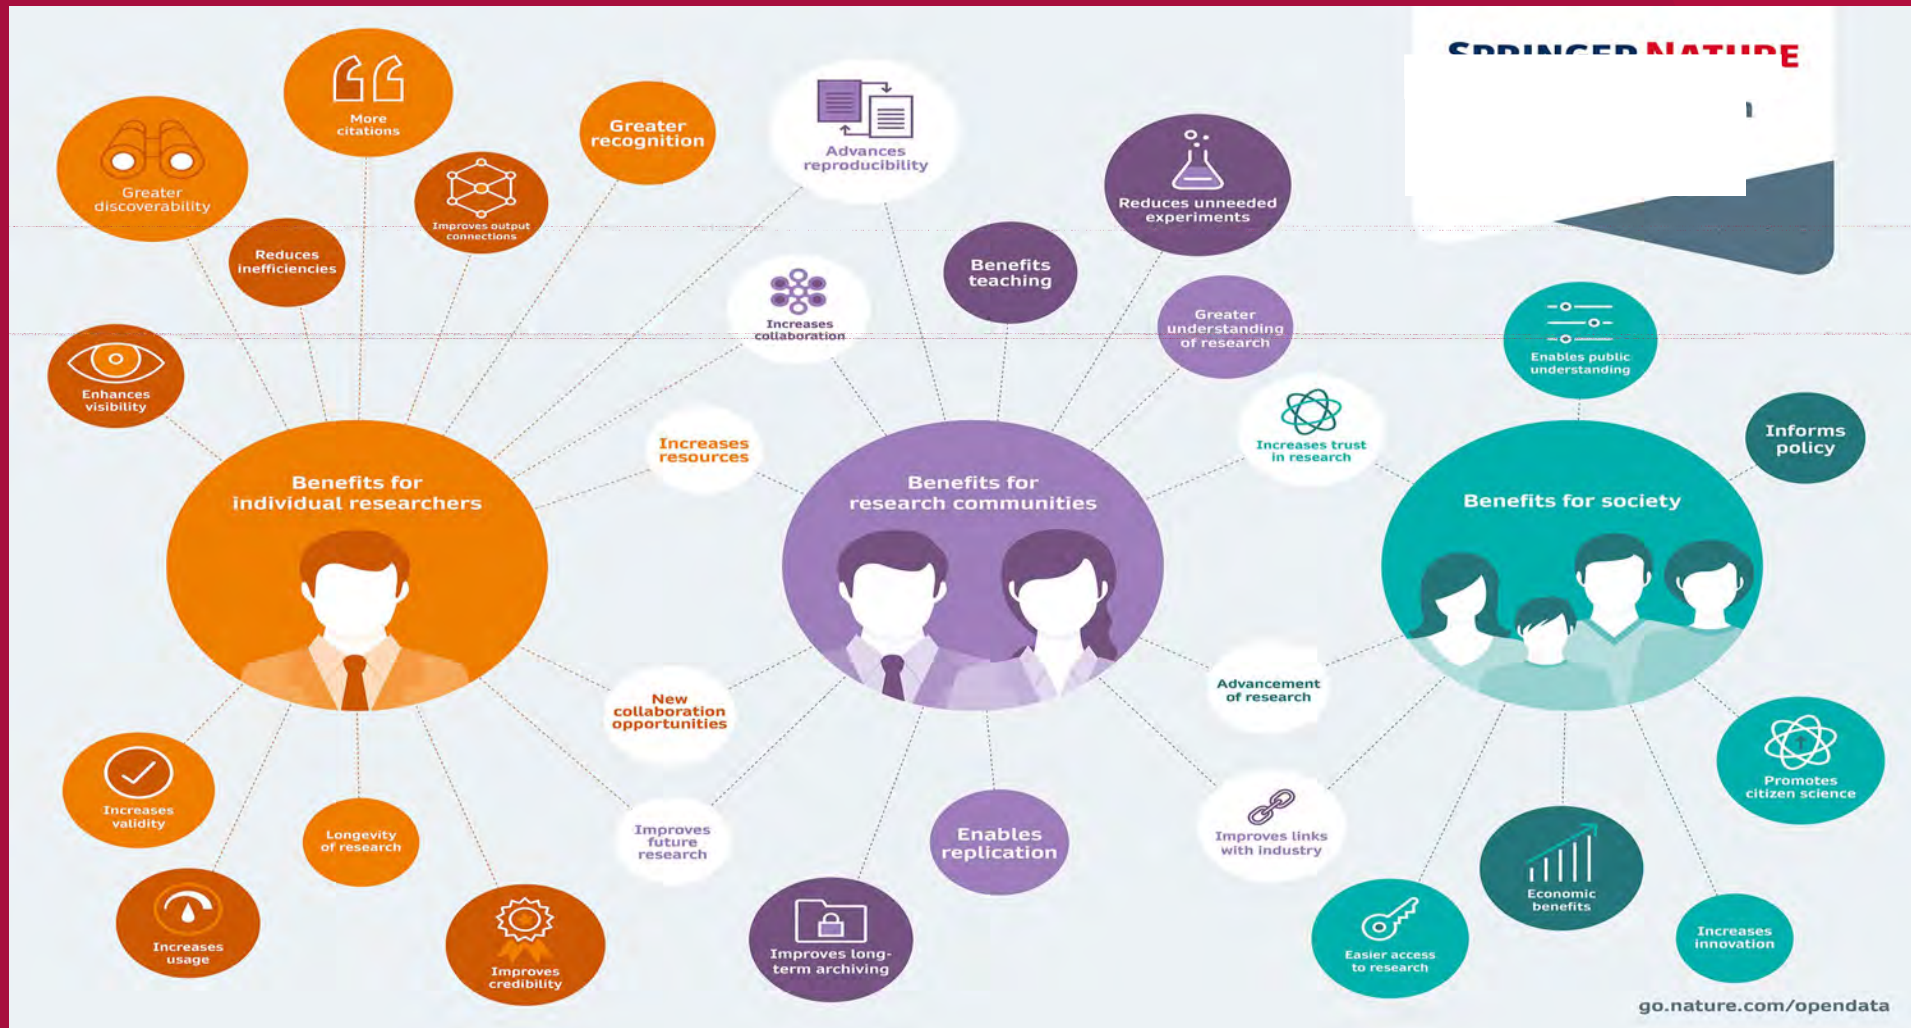 SPRINGER NATURE
More
citations
Greater
recognition
Advances
reproducibility
Greater
discoverability
Improves output
connections
Reduces
inefficiencies
Reduces unneeded
experiments
Benefits
teaching
Increases
collaboration
Greater
understanding
of research
Enables public
understanding
Enhances
visibility
Increases
resources
Increases trust
in research
Informs
policy
Benefits for
individual researchers
Benefits for
research communities
Benefits for society
New
collaboration
opportunities
Advancement
of research
Increases
validity
Longevity
of research
Improves
future
research
Enables
replication
Improves links
with industry
Promotes
citizen science
Increases
usage
Improves
credibility
Improves long-
term archiving
Easier access
to research
Economic
benefits
Increases
innovation
go.nature.com/opendata